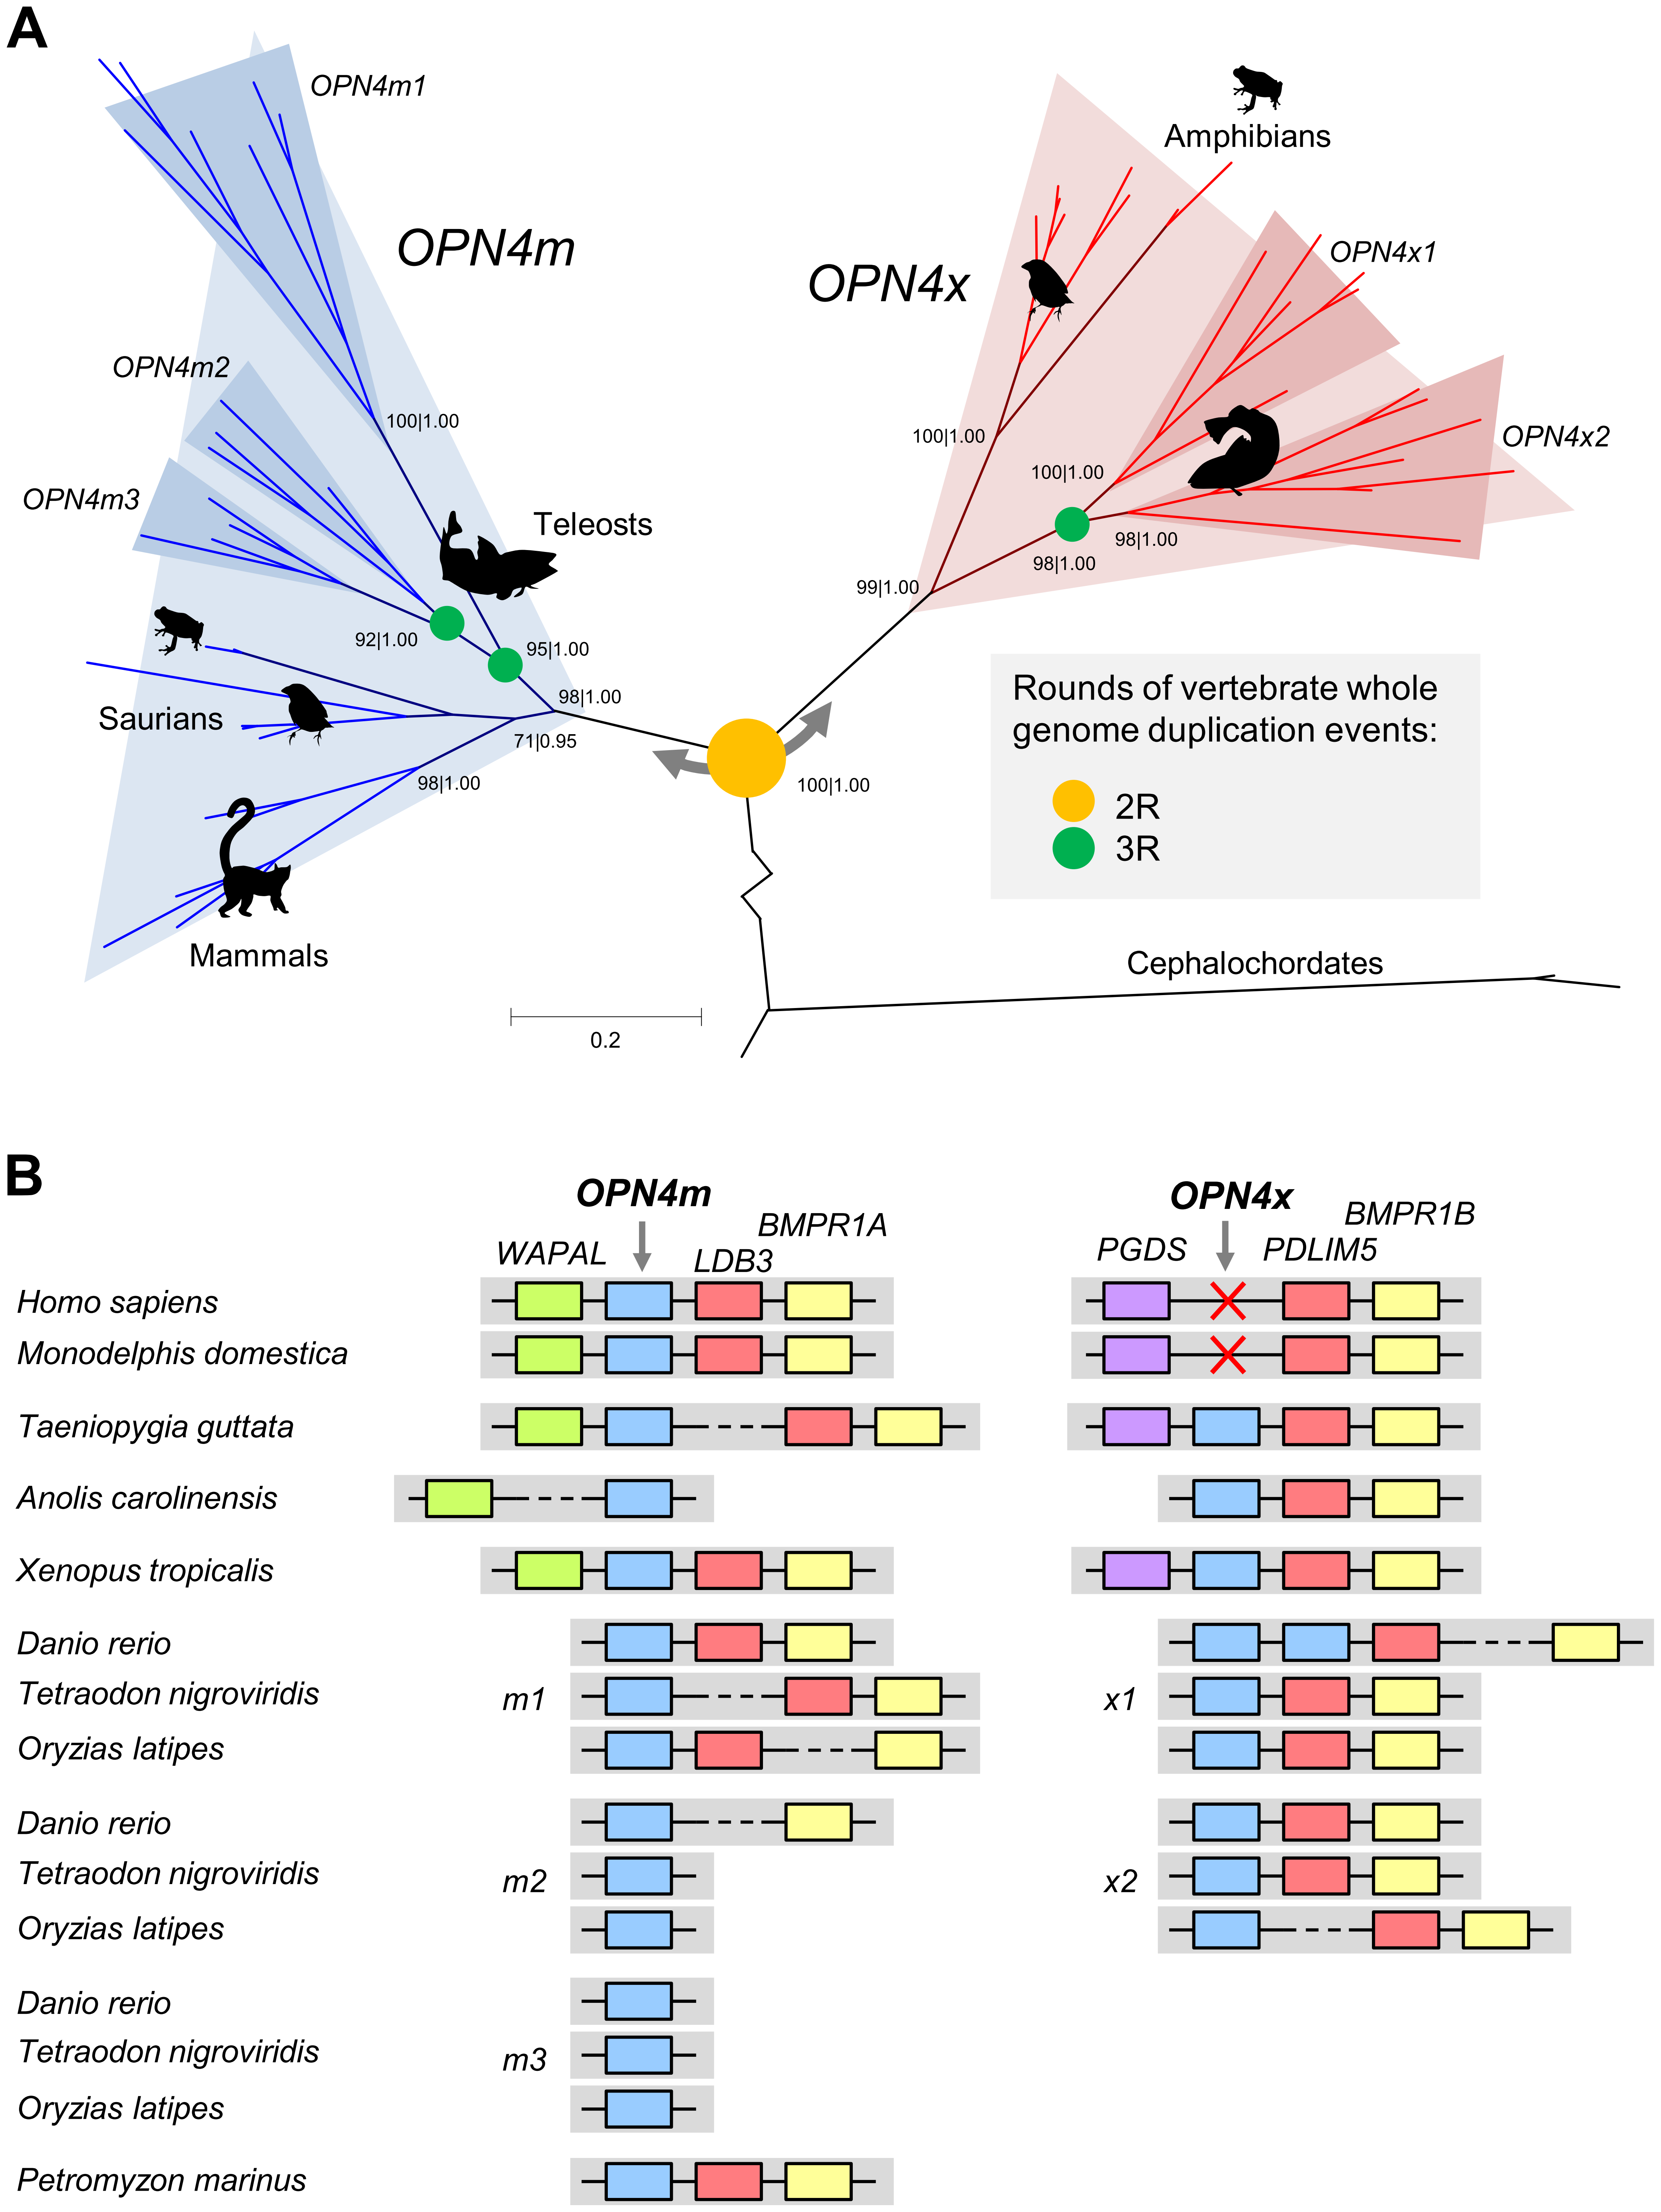 A
OPN4m1
Amphibians
OPN4m
OPN4x
OPN4x1
OPN4m2
100|1.00
100|1.00
OPN4x2
OPN4m3
100|1.00
Teleosts
98|1.00
98|1.00
99|1.00
92|1.00
95|1.00
98|1.00
Saurians
71|0.95
98|1.00
100|1.00
Rounds of vertebrate whole
genome duplication events:
2R
3R
Mammals
Cephalochordates
0.2
B
OPN4m
OPN4x
WAPAL
LDB3
BMPR1A
PGDS
PDLIM5
BMPR1B
Homo sapiens
Monodelphis domestica
Taeniopygia guttata
Anolis carolinensis
Xenopus tropicalis
Danio rerio
Tetraodon nigroviridis m1 x1
Oryzias latipes
Danio rerio
Tetraodon nigroviridis m2 x2
Oryzias latipes
Danio rerio
Tetraodon nigroviridis m3
Oryzias latipes
Petromyzon marinus